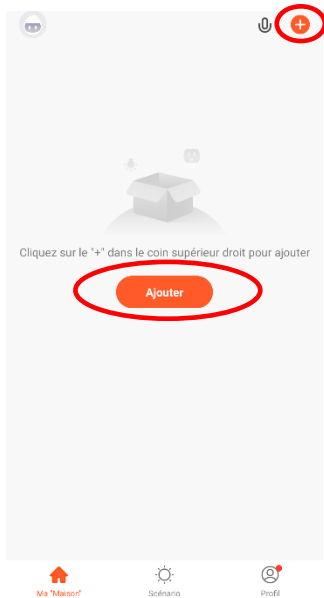 Cliquez sur le "+" dans le coin supérieur droit pour ajouter
Ajouter
Ma "Maison"
Scénario
Profil